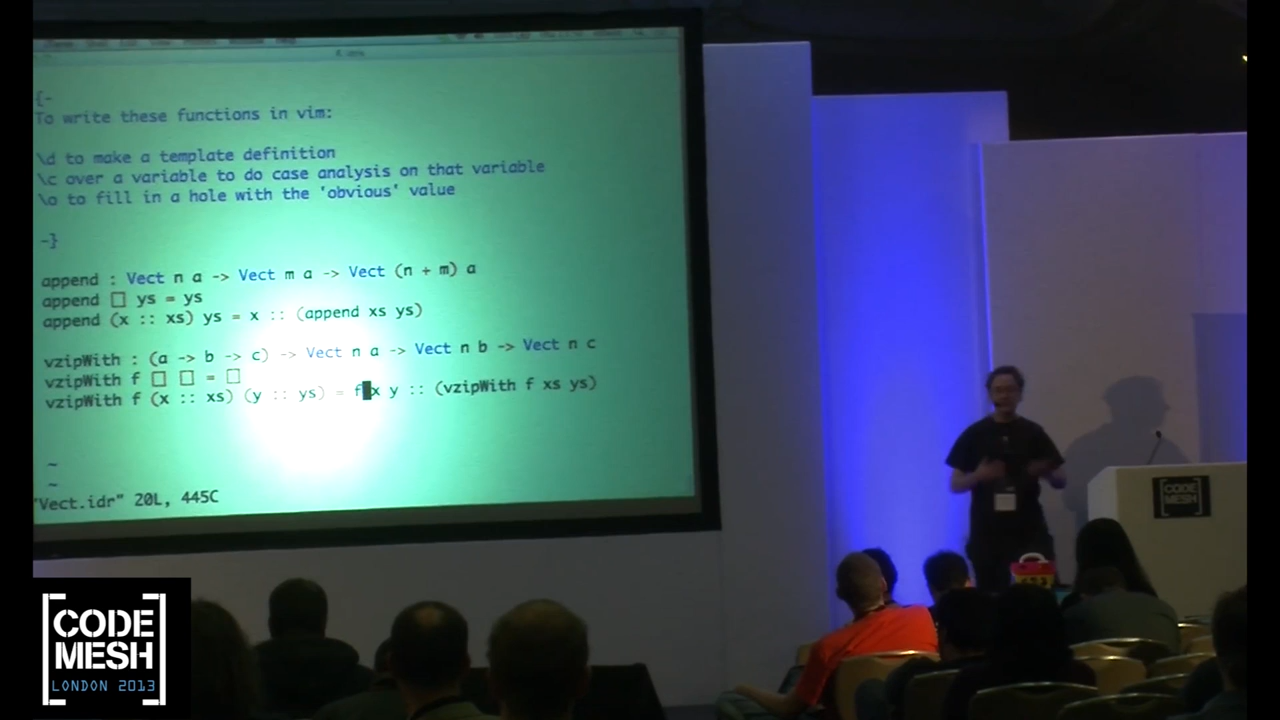 {-
To write these functions in vim:
\d to make a template definition
\c over a variable to do case analysis on that variable
\o to fill in a hole with the 'obvious' value
-}
append : Vect n a -> Vect m a -> Vect (n + m) a
append [] ys = ys
append (x :: xs) ys = x :: (append xs ys)
vzipWith : (a -> b -> c) -> Vect n a -> Vect n b -> Vect n c
vzipWith f [] [] = []
vzipWith f (x :: xs) (y :: ys) = f x y :: (vzipWith f xs ys)
~
~
"Vect.idr" 20L, 445C
[CODE
MESH]
[CODE
MESH]
LONDON 2013